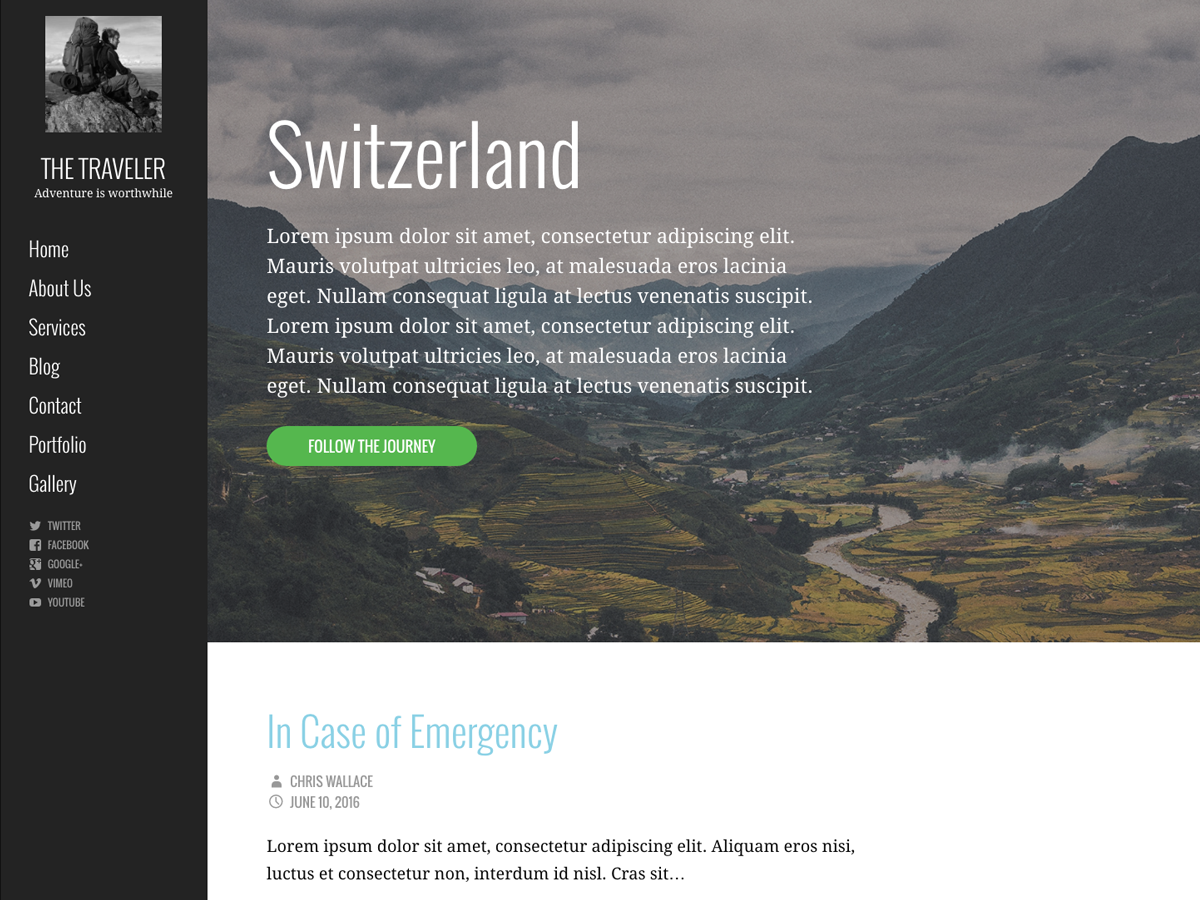 THE TRAVELER
Adventure is worthwhile
Home
About Us
Services
Blog
Contact
Portfolio
Gallery
TWITTER
FACEBOOK
GOOGLE+
VIMEO
YOUTUBE
Switzerland
Lorem ipsum dolor sit amet, consectetur adipiscing elit.
Mauris volutpat ultricies leo, at malesuada eros lacinia
eget. Nullam consequat ligula at lectus venenatis suscipit.
Lorem ipsum dolor sit amet, consectetur adipiscing elit.
Mauris volutpat ultricies leo, at malesuada eros lacinia
eget. Nullam consequat ligula at lectus venenatis suscipit.
FOLLOW THE JOURNEY
In Case of Emergency
CHRIS WALLACE
JUNE 10, 2016
Lorem ipsum dolor sit amet, consectetur adipiscing elit. Aliquam eros nisi,
luctus et consectetur non, interdum id nisl. Cras sit…